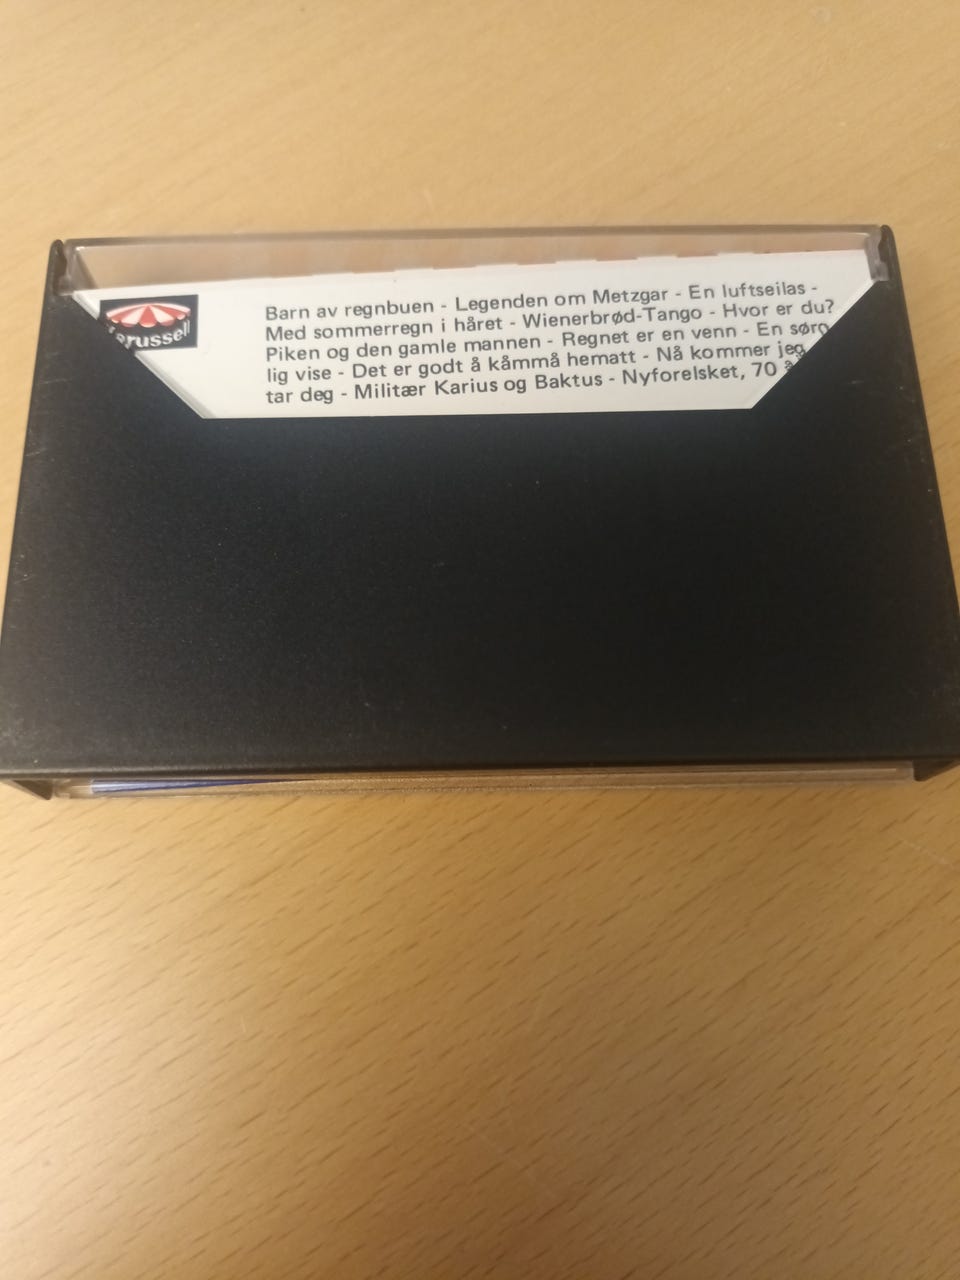 Barn av regnbuen - Legenden om Metzgar - En luftseilas -
Med sommerregn i håret - Wienerbrød-Tango - Hvor er du?
Piken og den gamle mannen - Regnet er en venn - En sørg
lig vise - Det er godt å kåmmå hematt - Nå kommer jeg
tar deg - Militær Karius og Baktus - Nyforelsket, 70 å